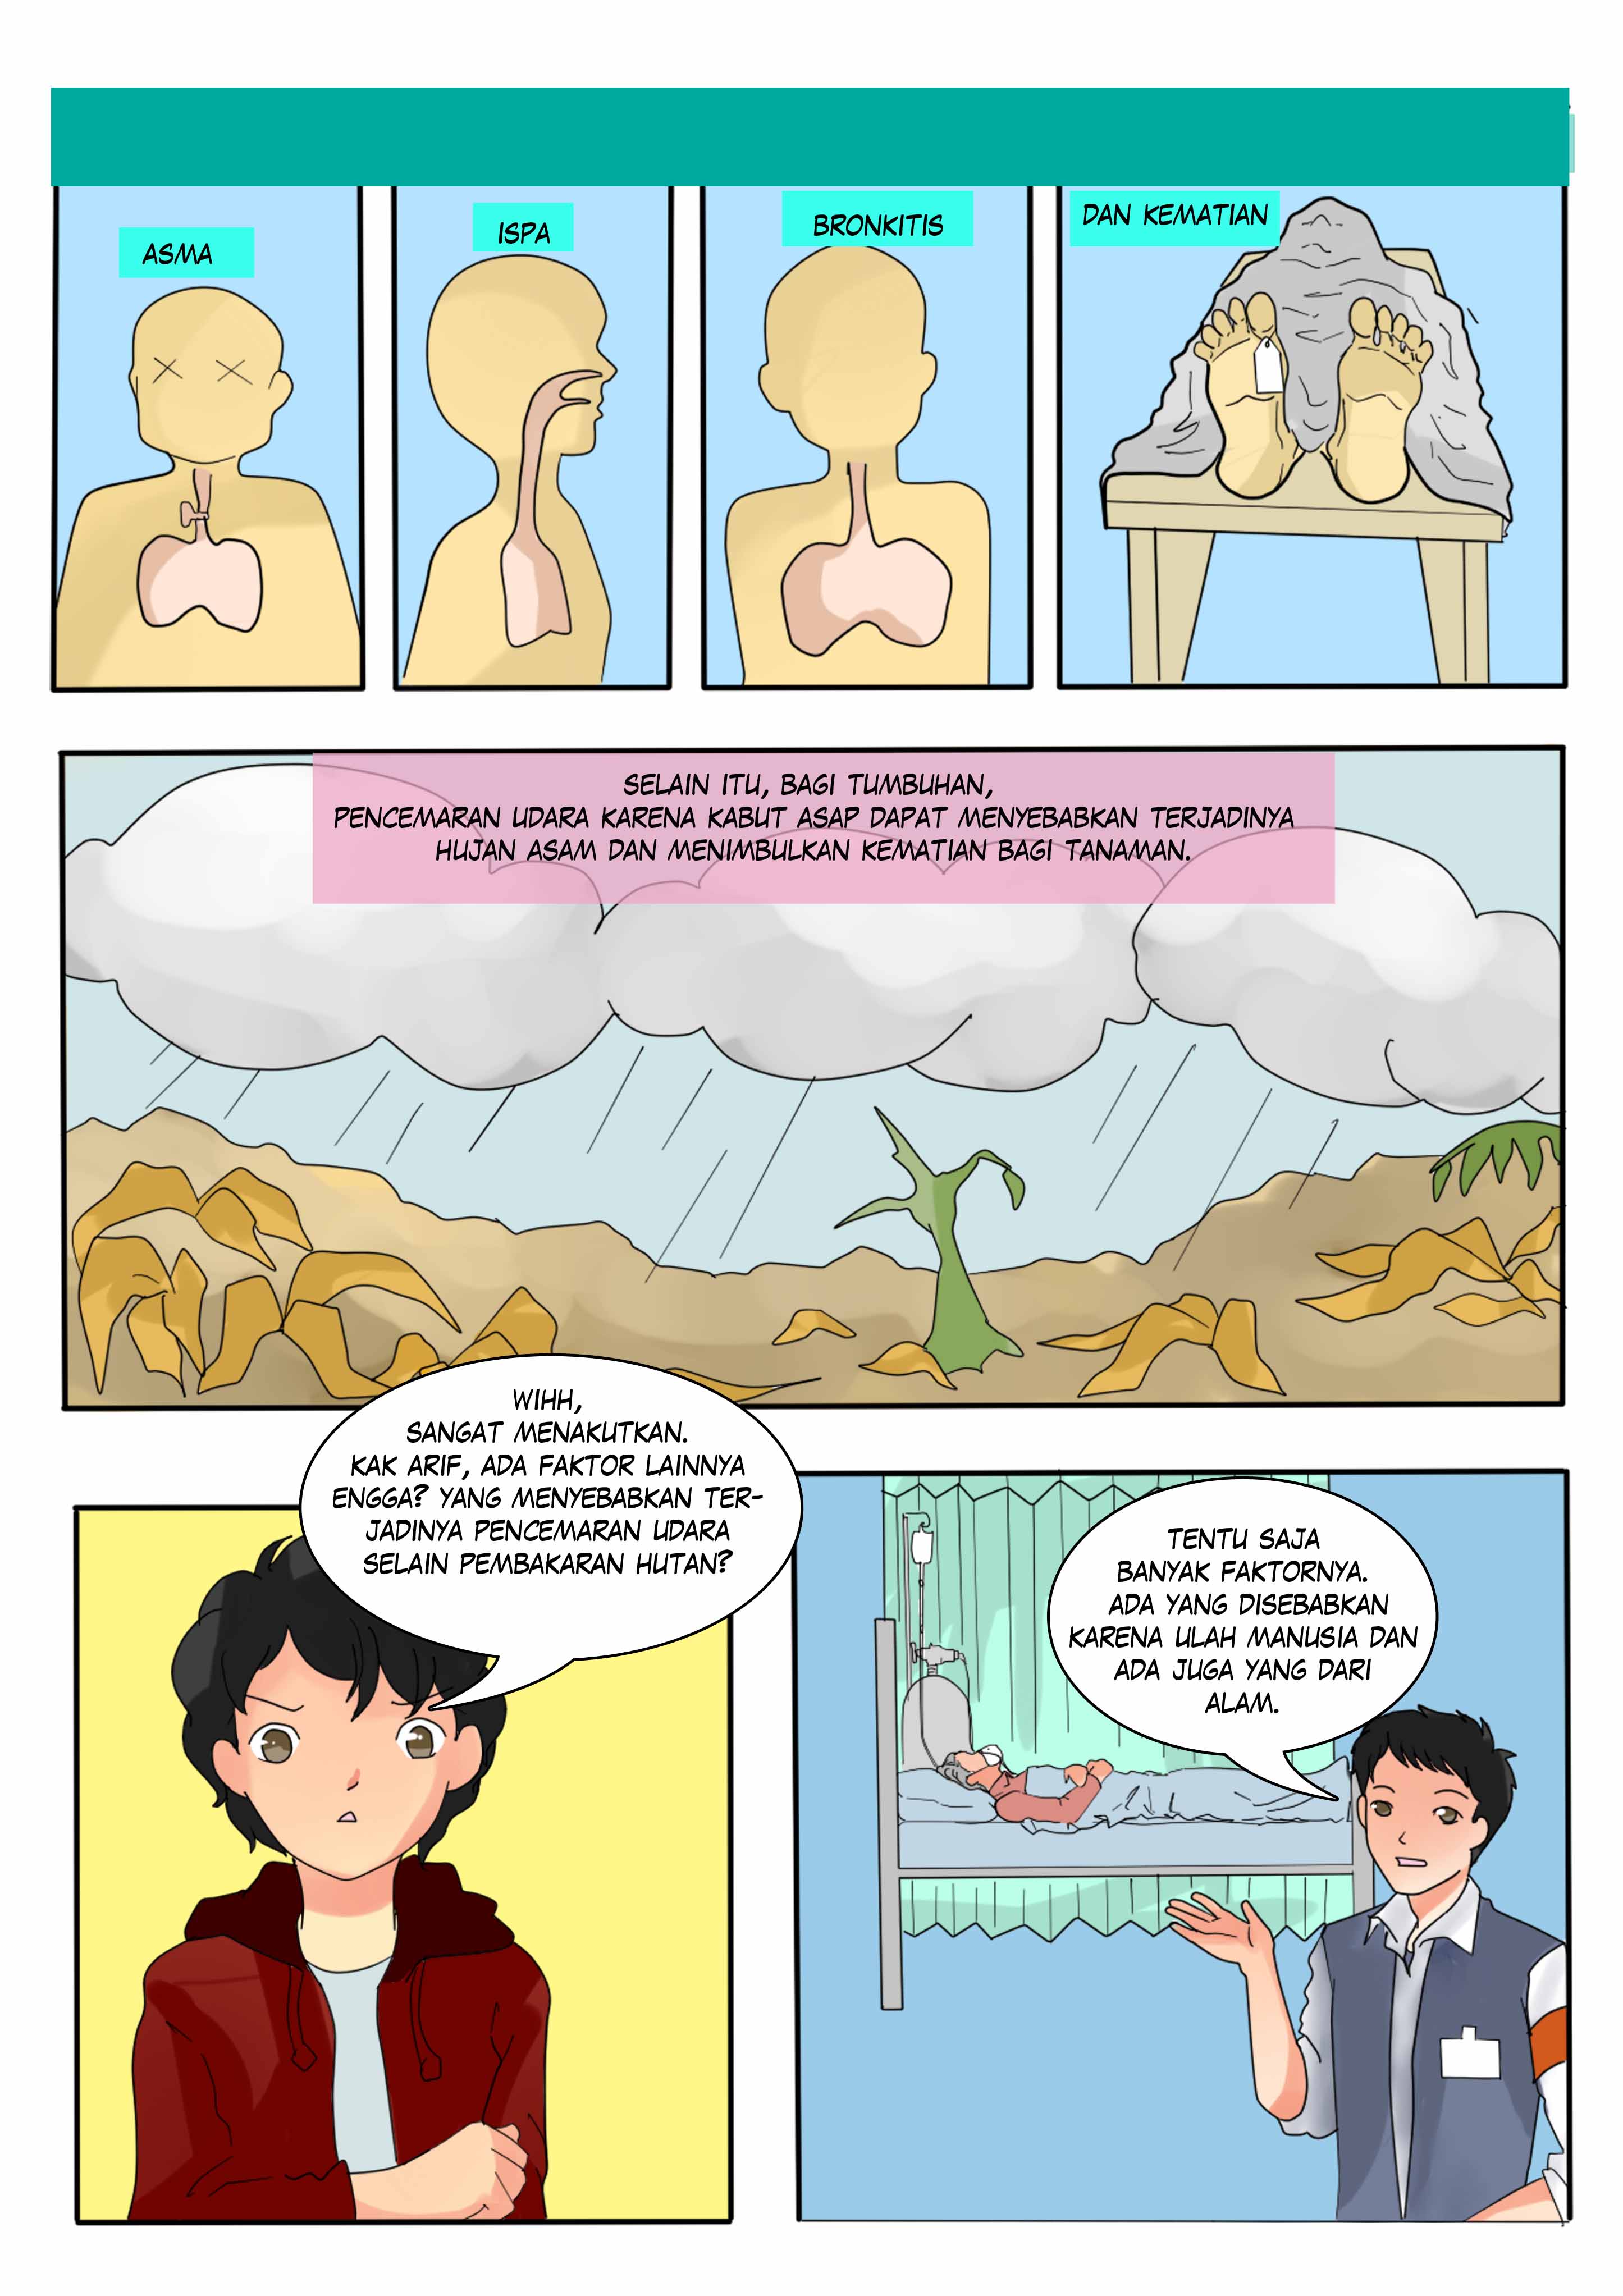 ASMA
ISPA
BRONKITIS
DAN KEMATIAN
SELAIN ITU, BAGI TUMBUHAN,
PENCEMARAN UDARA KARENA KABUT ASAP DAPAT MENYEBABKAN TERJADINYA
HUJAN ASAM DAN MENIMBULKAN KEMATIAN BAGI TANAMAN.
WIHH,
SANGAT MENAKUTKAN.
KAK ARIF, ADA FAKTOR LAINNYA
ENGGA? YANG MENYEBABKAN TER-
JADINYA PENCEMARAN UDARA
SELAIN PEMBAKARAN HUTAN?
TENTU SAJA
BANYAK FAKTORNYA.
ADA YANG DISEBABKAN
KARENA ULAH MANUSIA DAN
ADA JUGA YANG DARI
ALAM.